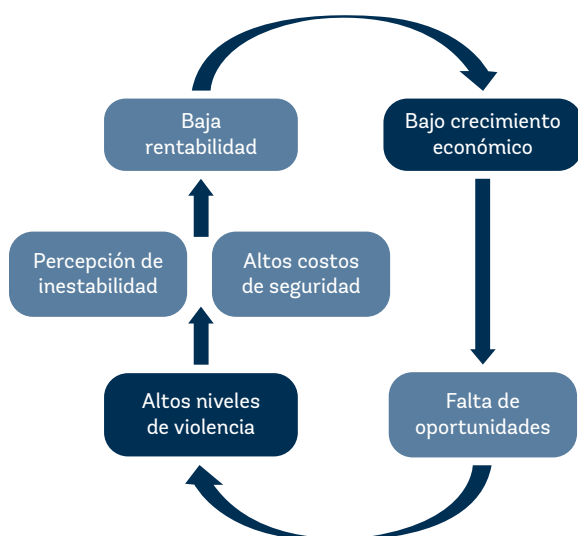 Baja
rentabilidad
Bajo crecimiento
económico
Percepción de
inestabilidad
Altos costos
de seguridad
Altos niveles
de violencia
Falta de
oportunidades